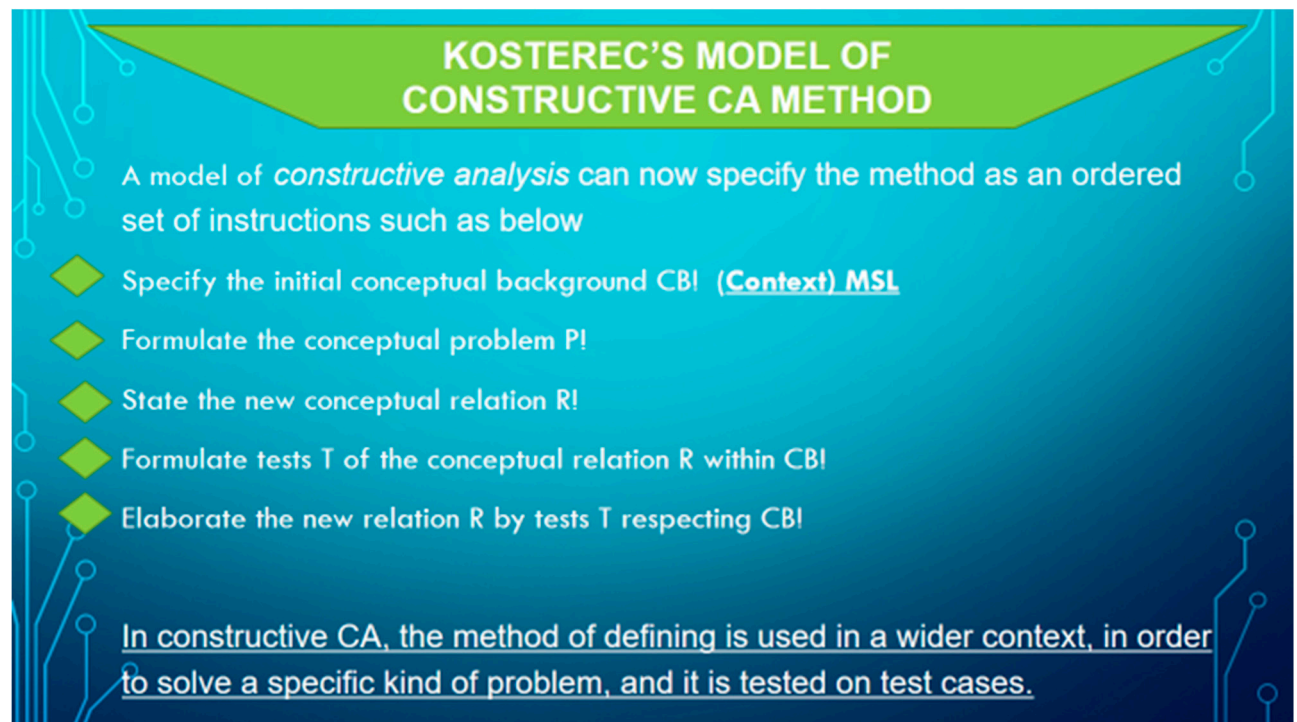 KOSTEREC'S MODEL OF
CONSTRUCTIVE CA METHOD
A model of constructive analysis can now specify the method as an ordered
set of instructions such as below
Specify the initial conceptual background CB! (Context) MSL
Formulate the conceptual problem P!
State the new conceptual relation R!
Formulate tests T of the conceptual relation R within CB!
Elaborate the new relation R by tests T respecting CB!
In constructive CA, the method of defining is used in a wider context, in order
to solve a specific kind of problem, and it is tested on test cases.